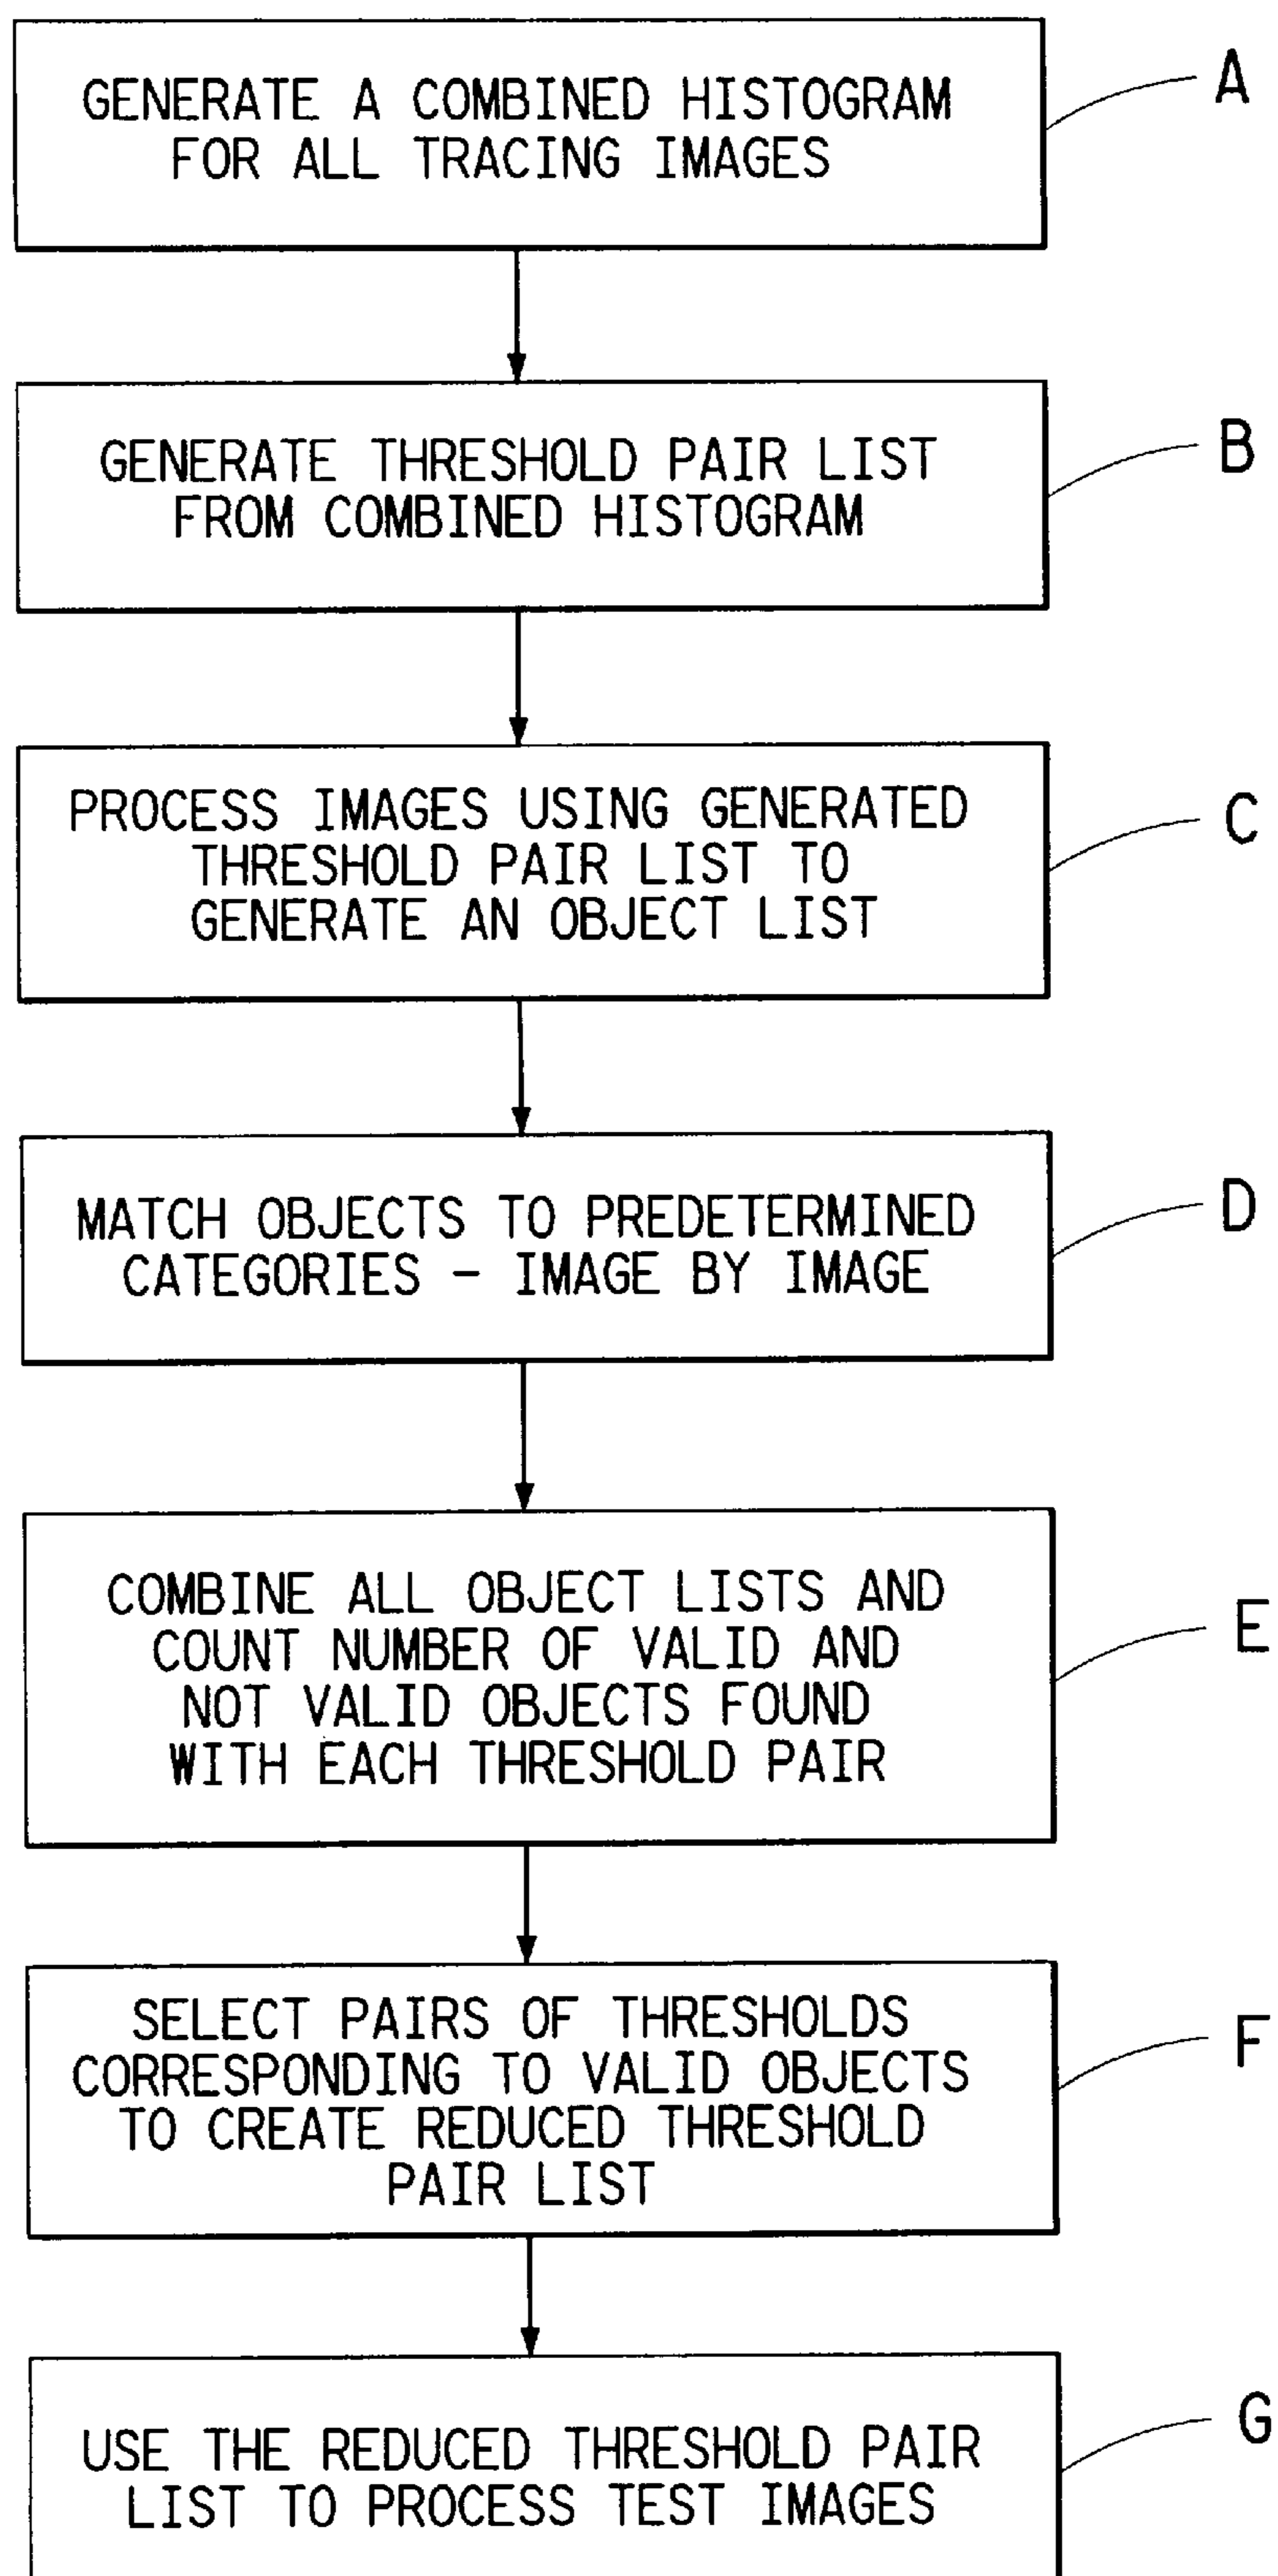 GENERATE A COMBINED HISTOGRAM
FOR ALL TRACING IMAGES
A
GENERATE THRESHOLD PAIR LIST
FROM COMBINED HISTOGRAM
B
PROCESS IMAGES USING GENERATED
THRESHOLD PAIR LIST TO
GENERATE AN OBJECT LIST
C
MATCH OBJECTS TO PREDETERMINED
CATEGORIES - IMAGE BY IMAGE
D
COMBINE ALL OBJECT LISTS AND
COUNT NUMBER OF VALID AND
NOT VALID OBJECTS FOUND
WITH EACH THRESHOLD PAIR
E
SELECT PAIRS OF THRESHOLDS
CORRESPONDING TO VALID OBJECTS
TO CREATE REDUCED THRESHOLD
PAIR LIST
F
USE THE REDUCED THRESHOLD PAIR
LIST TO PROCESS TEST IMAGES
G